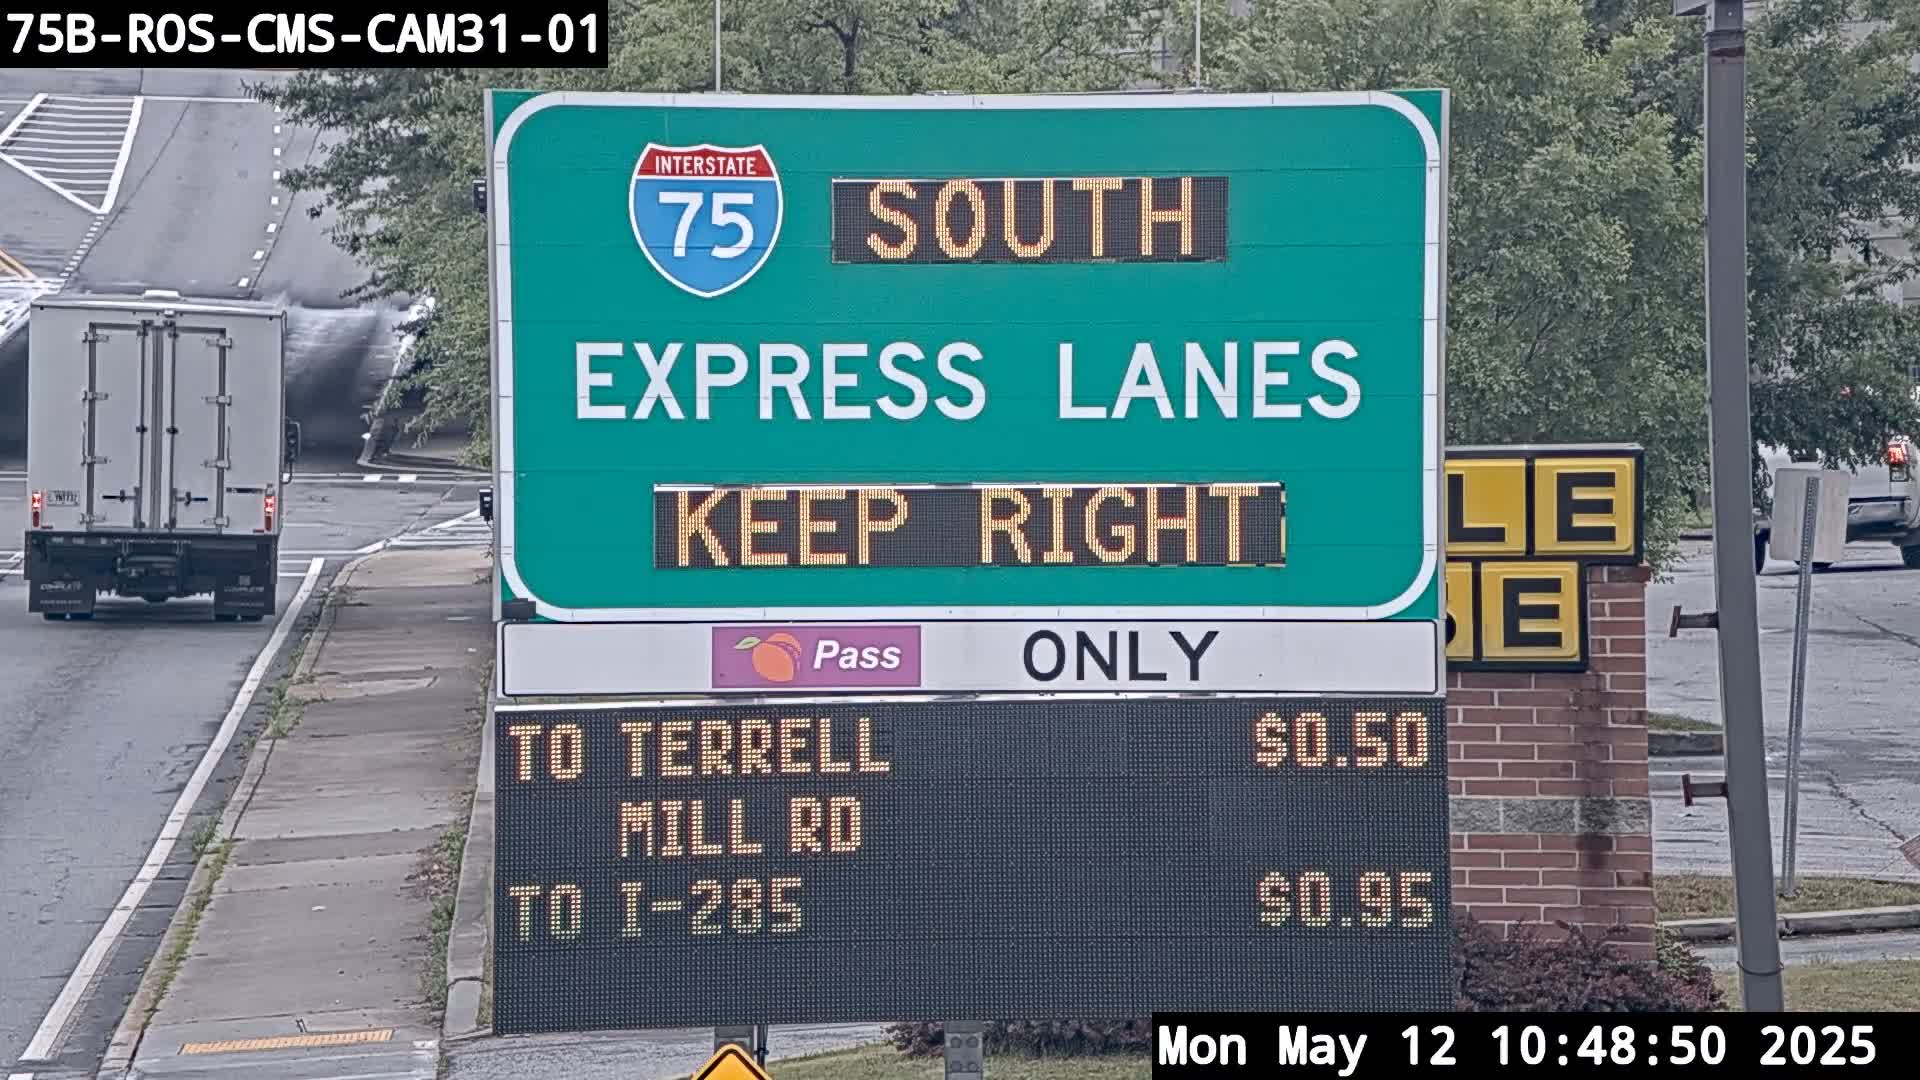 75B-ROS-CMS-CAM31-01
INTERSTATE
75
SOUTH
EXPRESS LANES
KEEP RIGHT
Pass ONLY
TO TERRELL $0.50
MILL RD
TO I-285 $0.95
LE
E
Mon May 12 10:48:50 2025